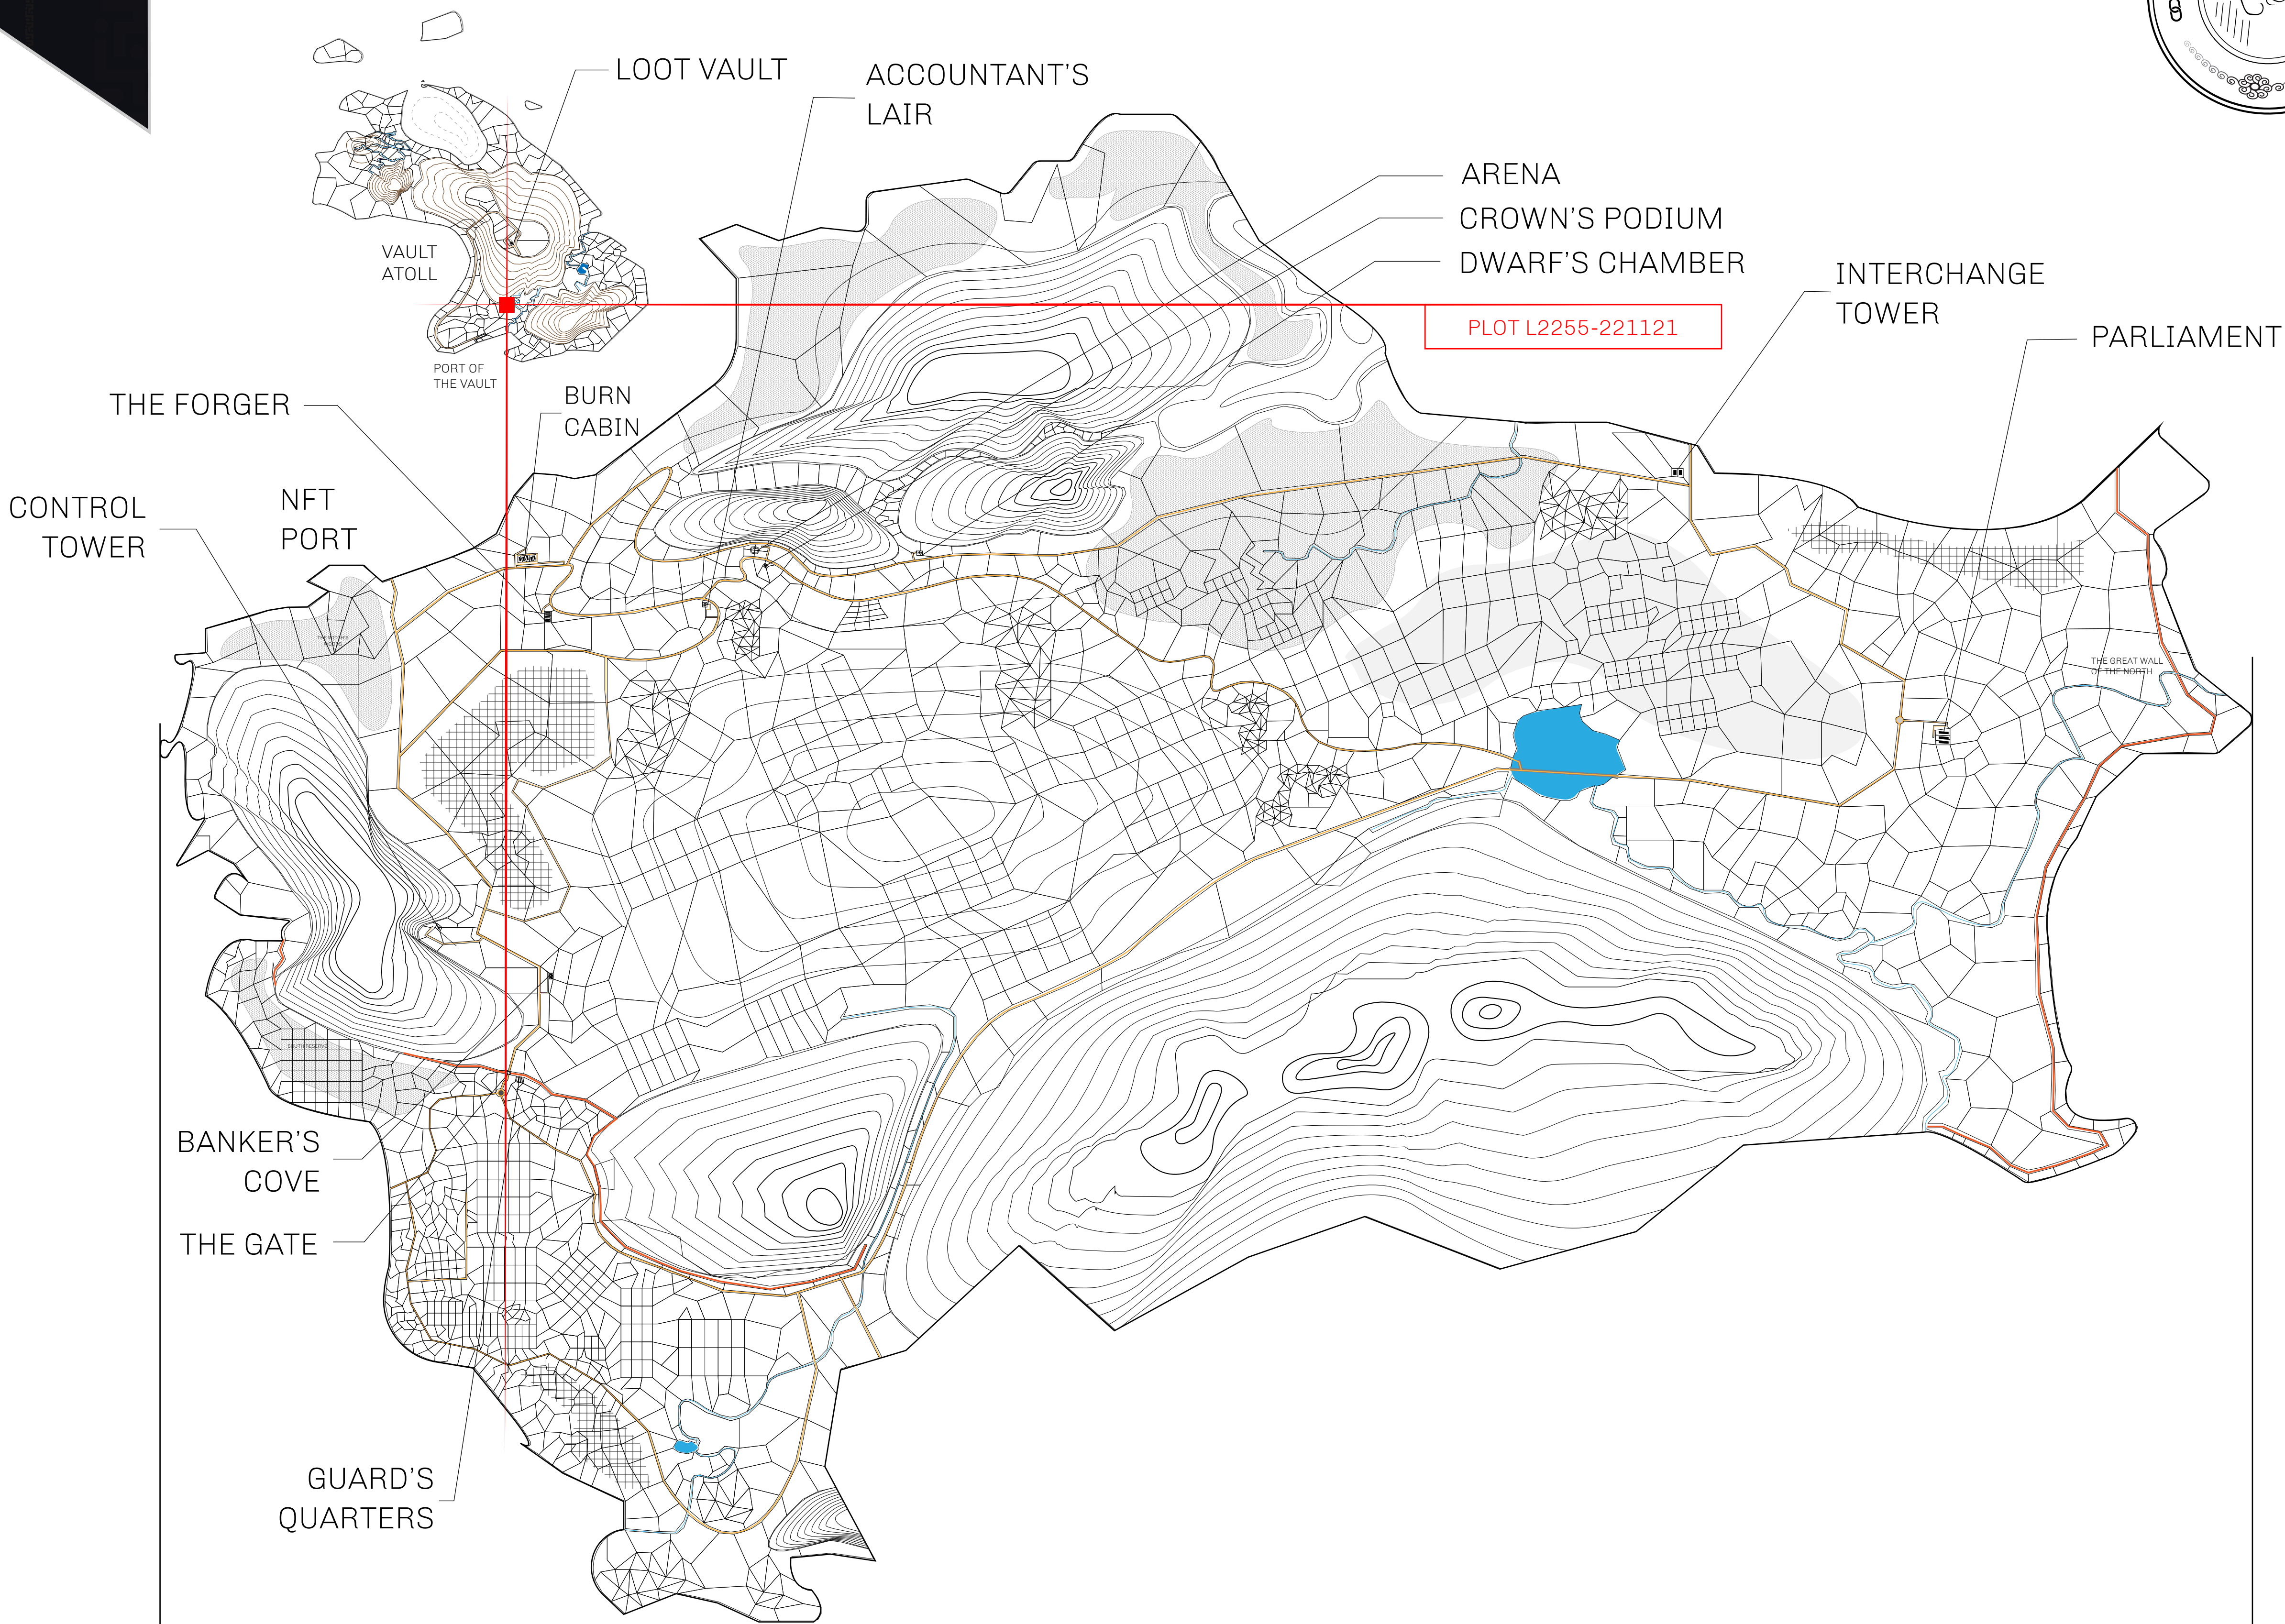 LOOT VAULT
ACCOUNTANT'S
LAIR
ARENA
CROWN'S PODIUM
DWARF'S CHAMBER
VAULT
ATOLL
INTERCHANGE
TOWER
PLOT L2255-221121
PARLIAMENT
PORT OF
THE VAULT
THE FORGER
BURN
CABIN
CONTROL
TOWER
NFT
PORT
THE GREAT WALL
OF THE NORTH
SOUTH RESERVE
BANKER'S
COVE
THE GATE
GUARD'S
QUARTERS